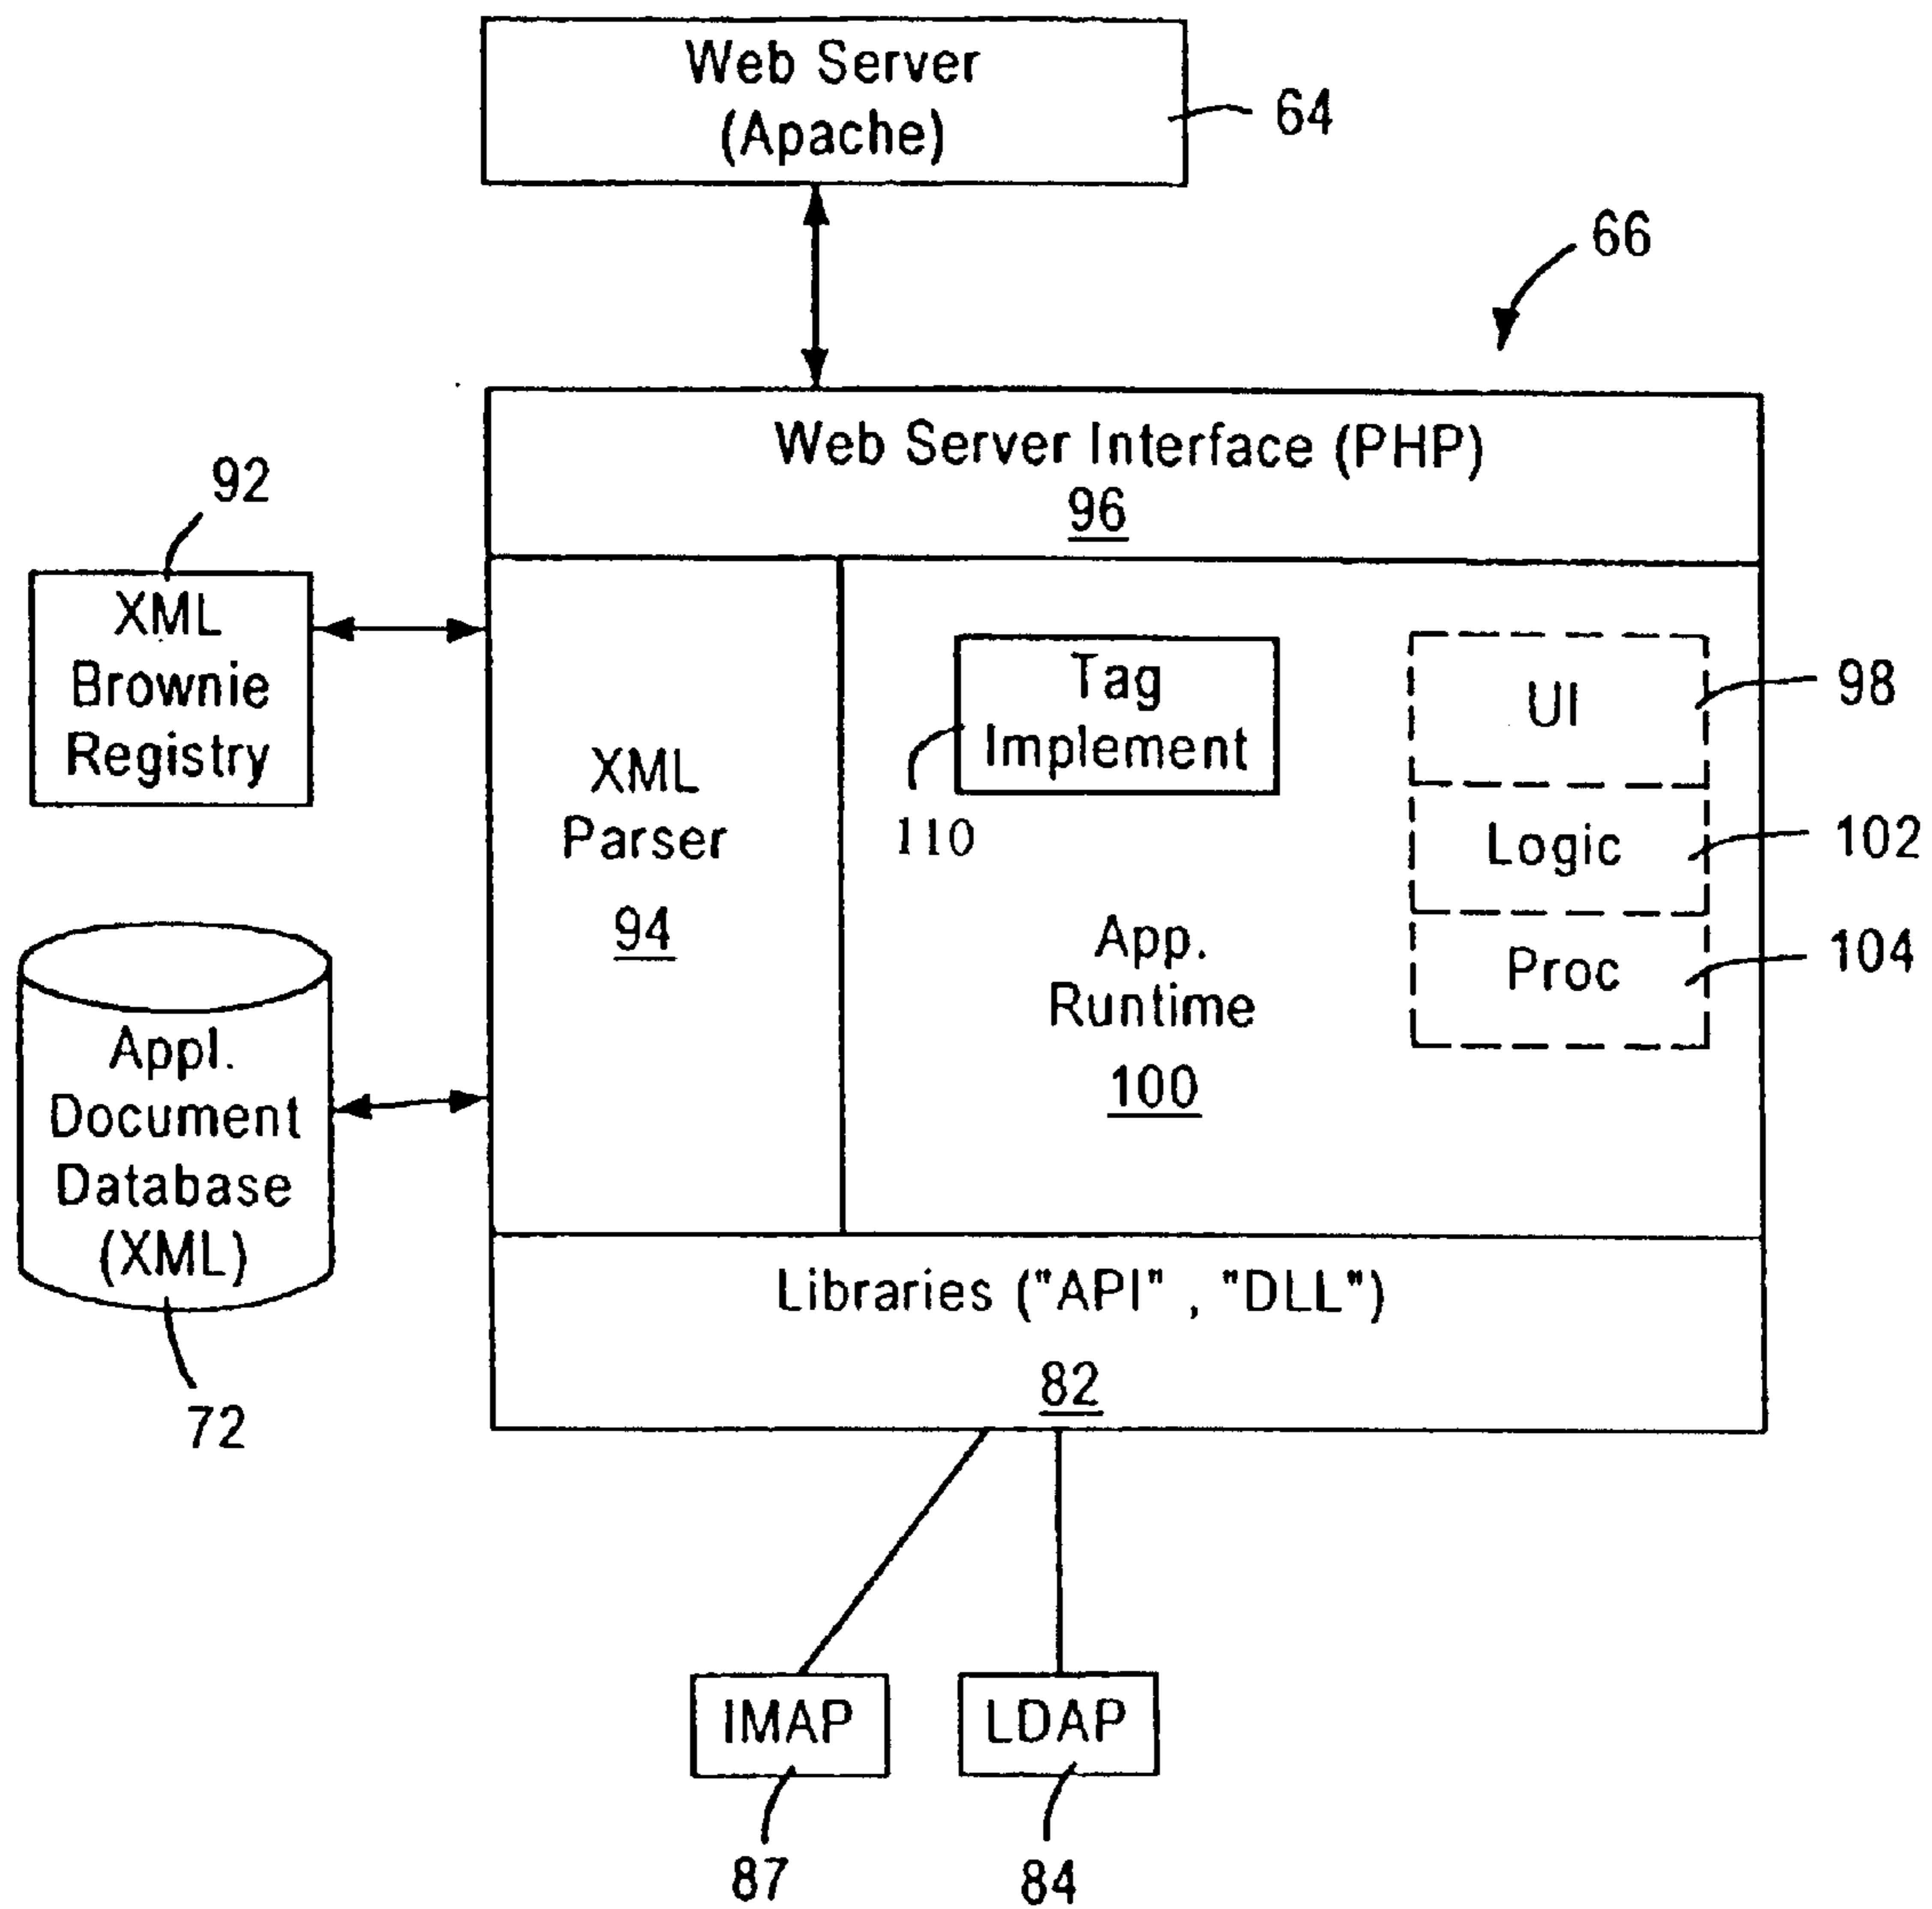 Web Server
(Apache)
64
66
Web Server Interface (PHP)
96
92
XML
Brownie
Registry
XML
Parser
94
Tag
Implement
110
App.
Runtime
100
UI
98
Logic
102
Proc
104
Appl.
Document
Database
(XML)
72
Libraries ("API" , "DLL")
82
IMAP
87
LDAP
84